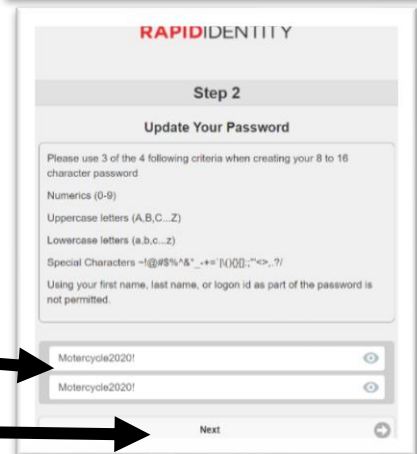 RAPIDIDENTITY
Step 2
Update Your Password
Please use 3 of the 4 following criteria when creating your 8 to 16
character password
Numerics (0-9)
Uppercase letters (A,B,C...Z)
Lowercase letters (a,b,c...z)
Special Characters ~!@#$%^&*_-+=`|\(){}[]:;"'<>,.?/
Using your first name, last name, or logon id as part of the password is
not permitted.
Motercycle2020!
Motercycle2020!
Next